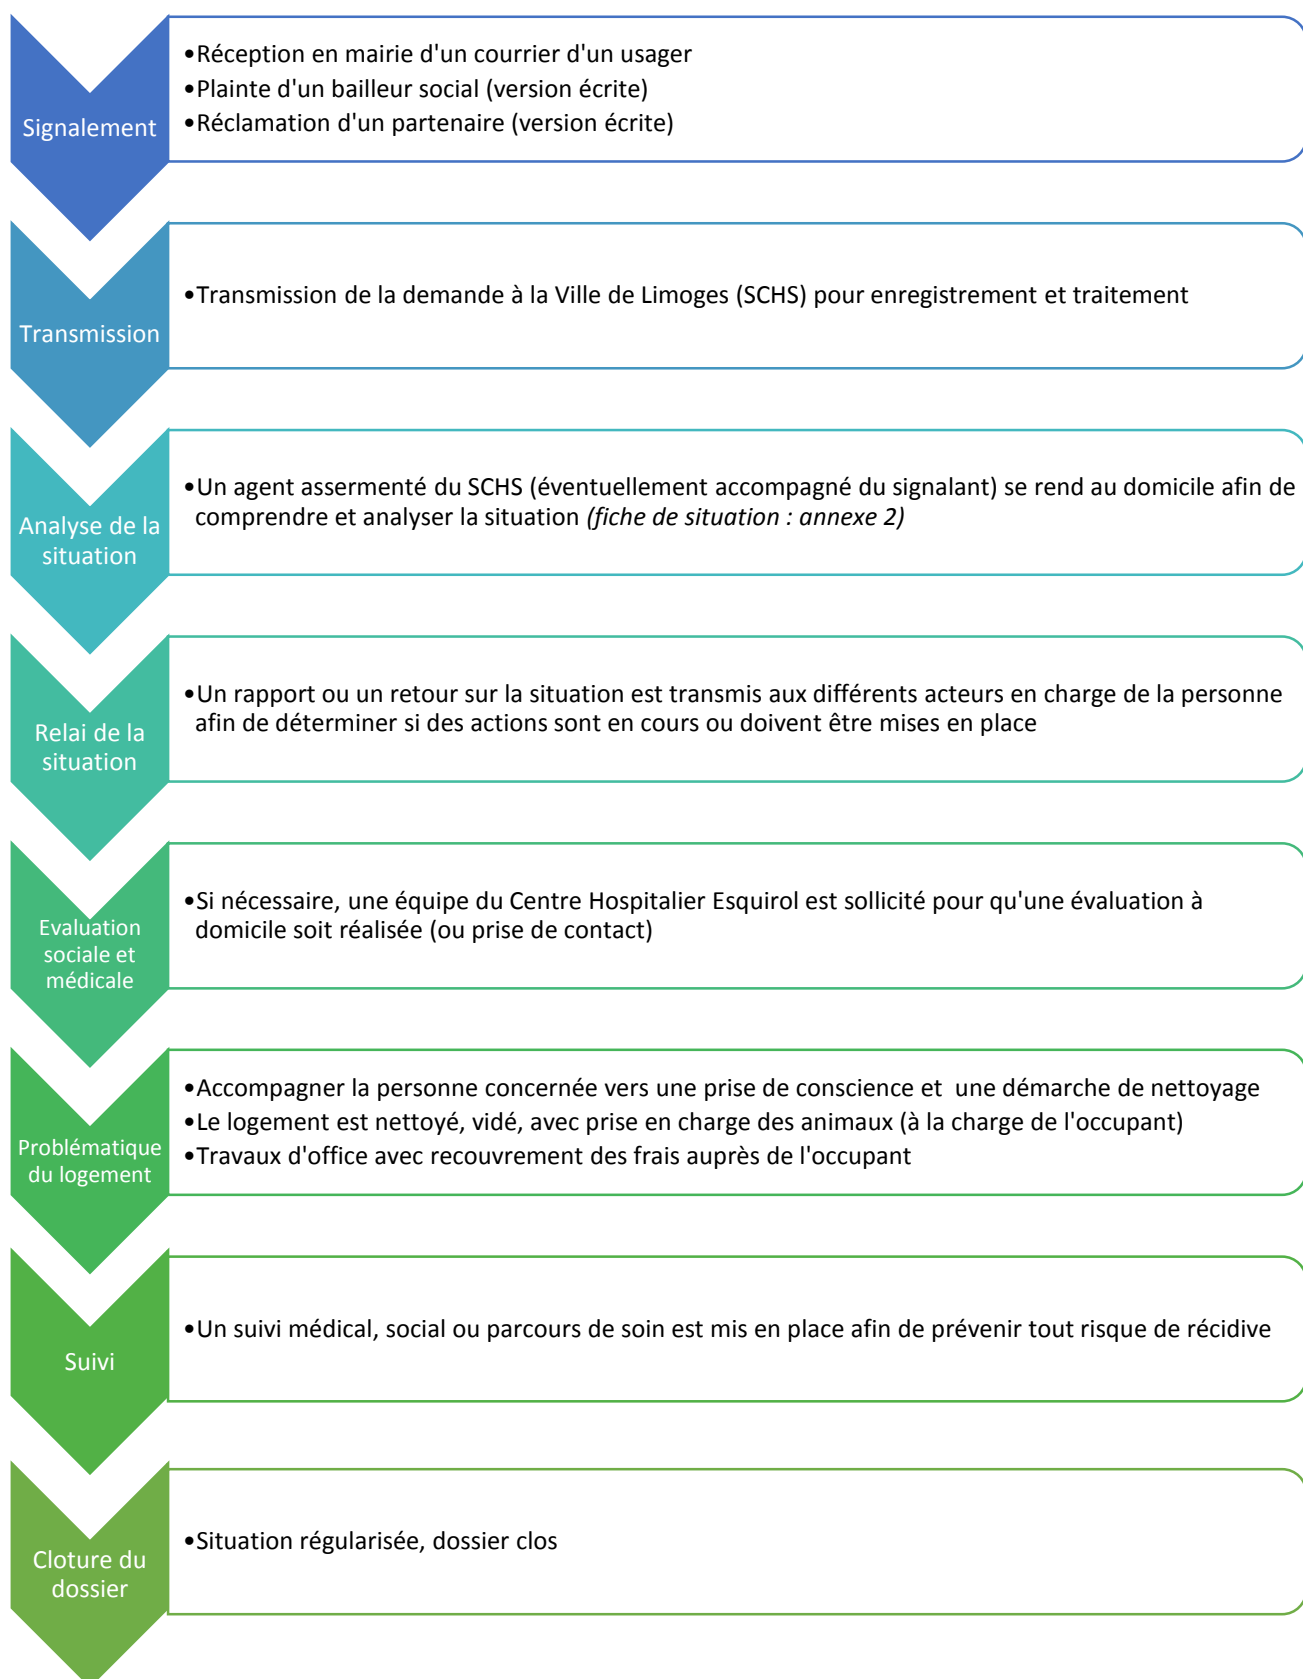 Signalement
•Réception en mairie d'un courrier d'un usager
•Plainte d'un bailleur social (version écrite)
•Réclamation d'un partenaire (version écrite)
Transmission
•Transmission de la demande à la Ville de Limoges (SCHS) pour enregistrement et traitement
Analyse de la
situation
•Un agent assermenté du SCHS (éventuellement accompagné du signalant) se rend au domicile afin de
comprendre et analyser la situation (fiche de situation : annexe 2)
Relai de la
situation
•Un rapport ou un retour sur la situation est transmis aux différents acteurs en charge de la personne
afin de déterminer si des actions sont en cours ou doivent être mises en place
Evaluation
sociale et
médicale
•Si nécessaire, une équipe du Centre Hospitalier Esquirol est sollicité pour qu'une évaluation à
domicile soit réalisée (ou prise de contact)
Problématique
du logement
•Accompagner la personne concernée vers une prise de conscience et  une démarche de nettoyage
•Le logement est nettoyé, vidé, avec prise en charge des animaux (à la charge de l'occupant)
•Travaux d'office avec recouvrement des frais auprès de l'occupant
Suivi
•Un suivi médical, social ou parcours de soin est mis en place afin de prévenir tout risque de récidive
Cloture du
dossier
•Situation régularisée, dossier clos